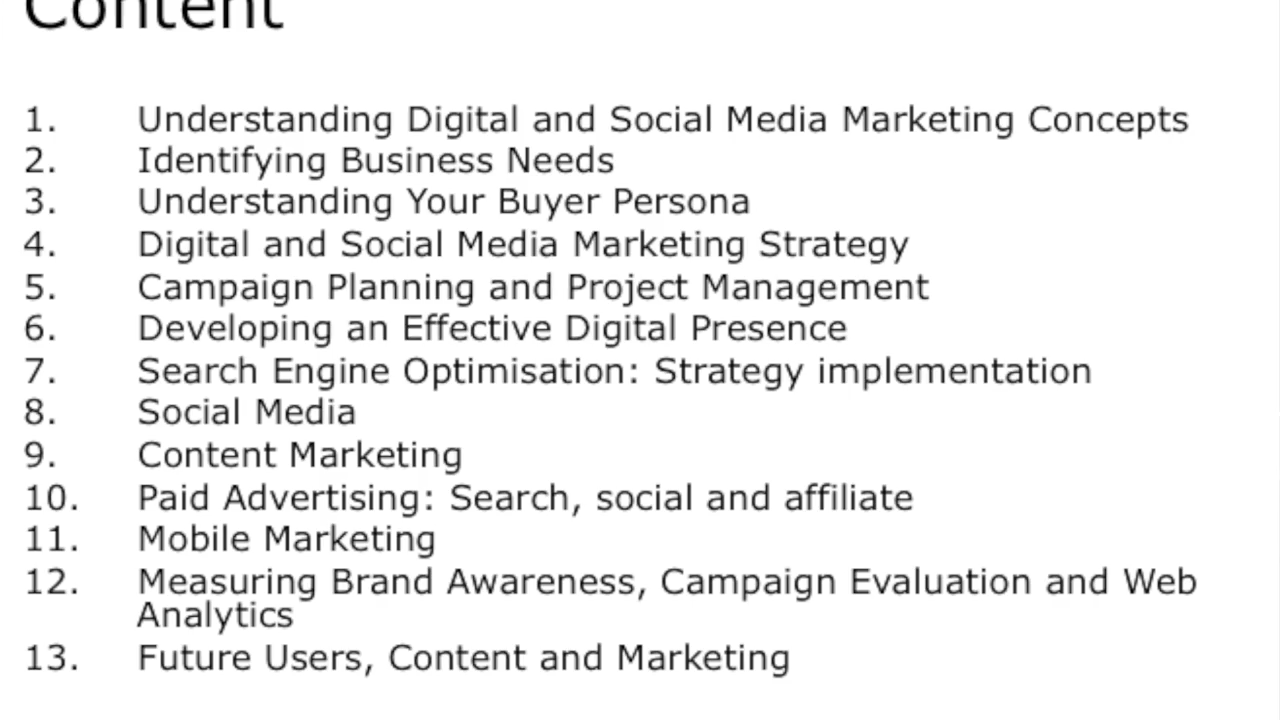 Content
1. Understanding Digital and Social Media Marketing Concepts
2. Identifying Business Needs
3. Understanding Your Buyer Persona
4. Digital and Social Media Marketing Strategy
5. Campaign Planning and Project Management
6. Developing an Effective Digital Presence
7. Search Engine Optimisation: Strategy implementation
8. Social Media
9. Content Marketing
10. Paid Advertising: Search, social and affiliate
11. Mobile Marketing
12. Measuring Brand Awareness, Campaign Evaluation and Web
Analytics
13. Future Users, Content and Marketing